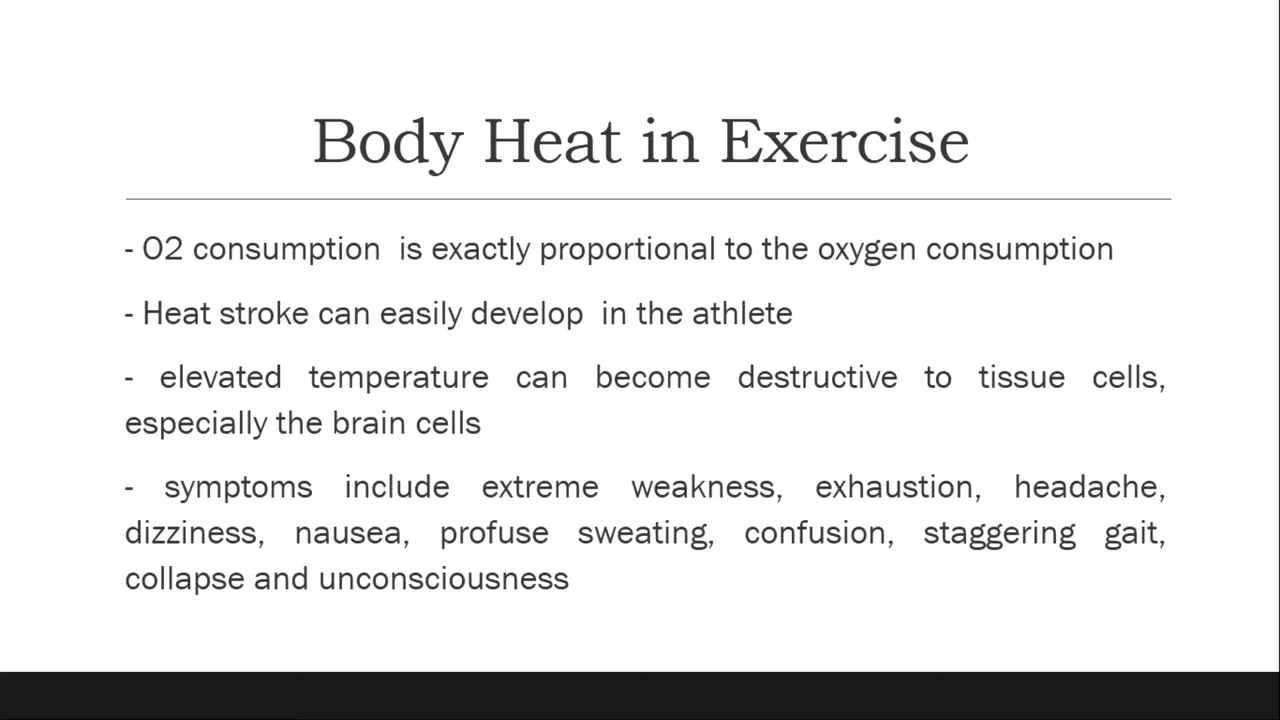 Body Heat in Exercise
- O2 consumption  is exactly proportional to the oxygen consumption
- Heat stroke can easily develop  in the athlete
- elevated temperature can become destructive to tissue cells,
especially the brain cells
- symptoms include extreme weakness, exhaustion, headache,
dizziness, nausea, profuse sweating, confusion, staggering gait,
collapse and unconsciousness